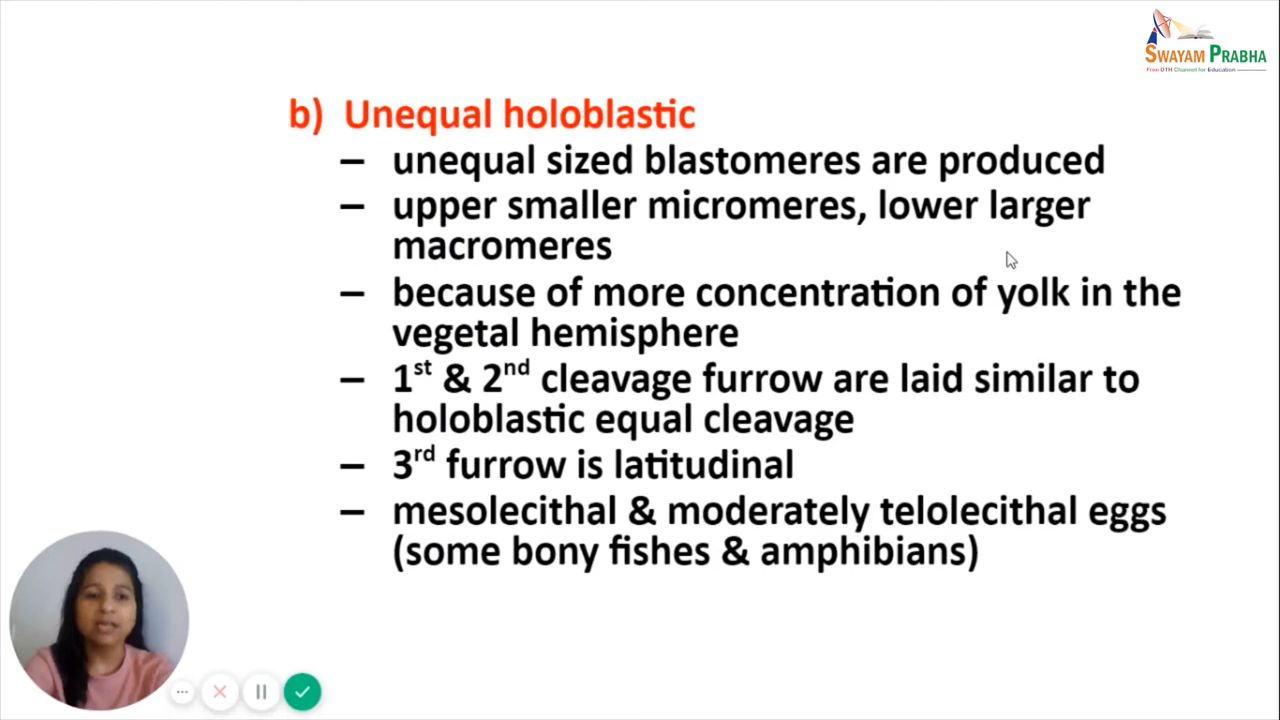 SWAYAM PRABHA
Free DTH Channel for Education
b) Unequal holoblastic
– unequal sized blastomeres are produced
– upper smaller micromeres, lower larger
macromeres
– because of more concentration of yolk in the
vegetal hemisphere
– 1st & 2nd cleavage furrow are laid similar to
holoblastic equal cleavage
– 3rd furrow is latitudinal
– mesolecithal & moderately telolecithal eggs
(some bony fishes & amphibians)